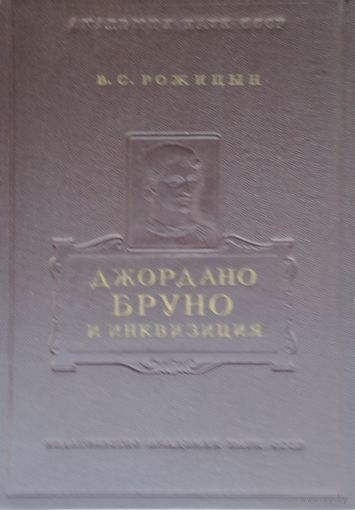 АКАДЕМИЯ НАУК СССР
В. С. РОЖИЦЫН
ДЖОРДАНО
БРУНО
И ИНКВИЗИЦИЯ
ИЗДАТЕЛЬСТВО АКАДЕМИИ НАУК СССР